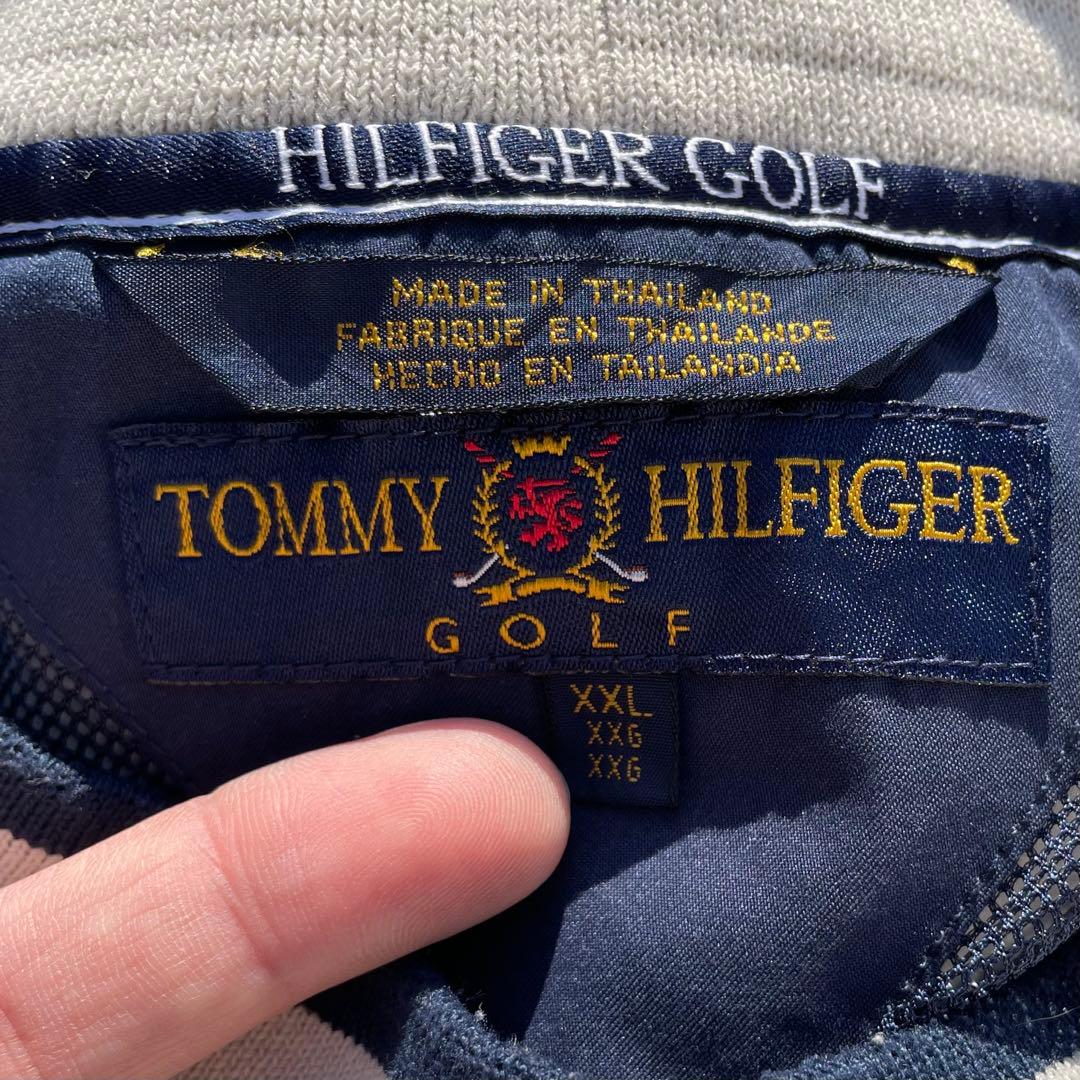 HILFIGER GOLF
MADE IN THAILAND
FABRIQUE EN THAILANDE
HECHO EN TAILANDIA
TOMMY HILFIGER
GOLF
XXL
XXG
XXG